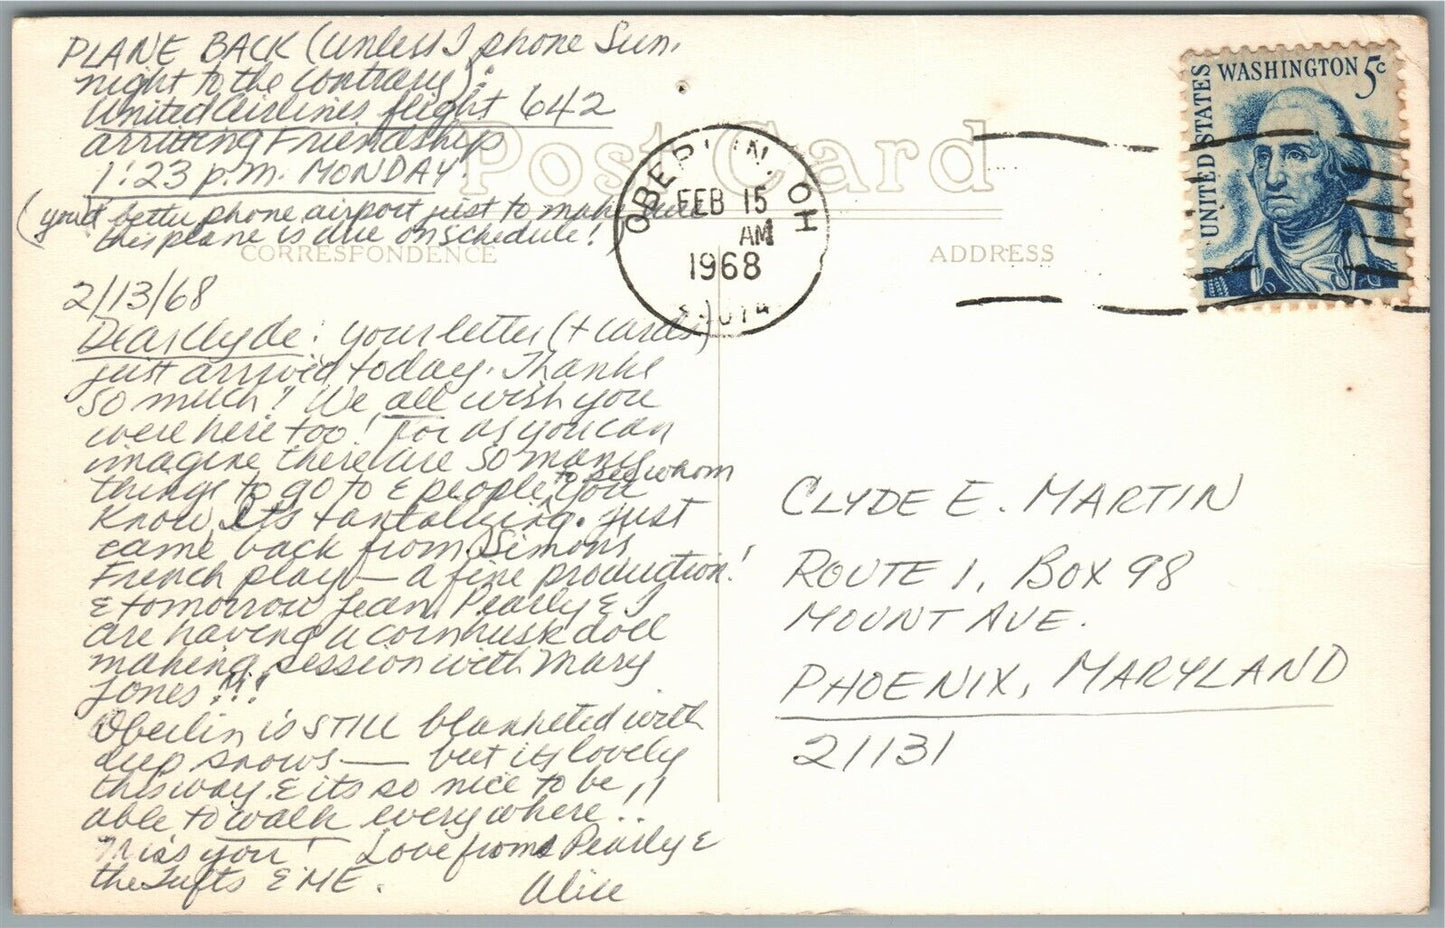 PLANE BACK (unless I phone Sun.
night to the contrary):
United Airlines flight 642
arriving Friendship
1:23 p.m. MONDAY.
(you'd better phone airport just to make sure
this plane is due on schedule!
Post Card
CORRESPONDENCE
2/13/68
Dear Clyde: your letter (+ cards)
just arrived today. Thanks
so much! We all wish you
were here too! For as you can
imagine there are so many
things to go to & people to see whom you
know. It's tantalizing. Just
came back from Simon's
French play — a fine production!
& tomorrow Jean, Pearly & I
are having a cornhusk doll
making session with Mary
Jones!!!
Oberlin is STILL blanketed with
deep snows — but it's lovely
this way & it's so nice to be
able to walk everywhere!!
Miss you! Love from Pearly &
the Tufts & ME.
Alice
OBERLIN, OH
FEB 15
AM
1968
ADDRESS
UNITED STATES
WASHINGTON 5c
CLYDE E. MARTIN
ROUTE 1, BOX 98
MOUNT AVE.
PHOENIX, MARYLAND
21131